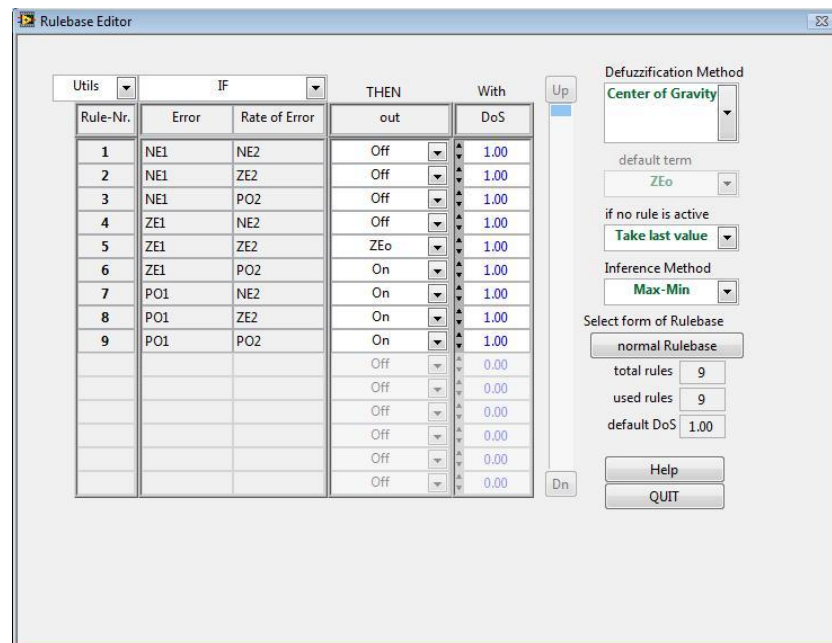 Rulebase Editor
Utils IF THEN With Up
Rule-Nr. Error Rate of Error out DoS
1 NE1 NE2 Off 1.00
2 NE1 ZE2 Off 1.00
3 NE1 PO2 Off 1.00
4 ZE1 NE2 Off 1.00
5 ZE1 ZE2 ZEo 1.00
6 ZE1 PO2 On 1.00
7 PO1 NE2 On 1.00
8 PO1 ZE2 On 1.00
9 PO1 PO2 On 1.00
Off 0.00
Off 0.00
Off 0.00
Off 0.00
Off 0.00
Off 0.00
Dn
Defuzzification Method
Center of Gravity
default term
ZEo
if no rule is active
Take last value
Inference Method
Max-Min
Select form of Rulebase
normal Rulebase
total rules 9
used rules 9
default DoS 1.00
Help
QUIT